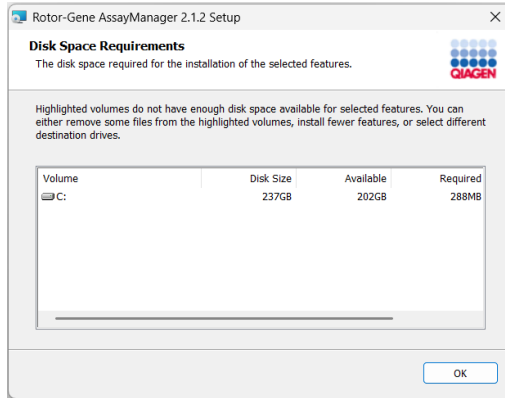 Rotor-Gene AssayManager 2.1.2 Setup
Disk Space Requirements
The disk space required for the installation of the selected features.
QIAGEN
Highlighted volumes do not have enough disk space available for selected features. You can
either remove some files from the highlighted volumes, install fewer features, or select different
destination drives.
Volume Disk Size Available Required
C: 237GB 202GB 288MB
OK